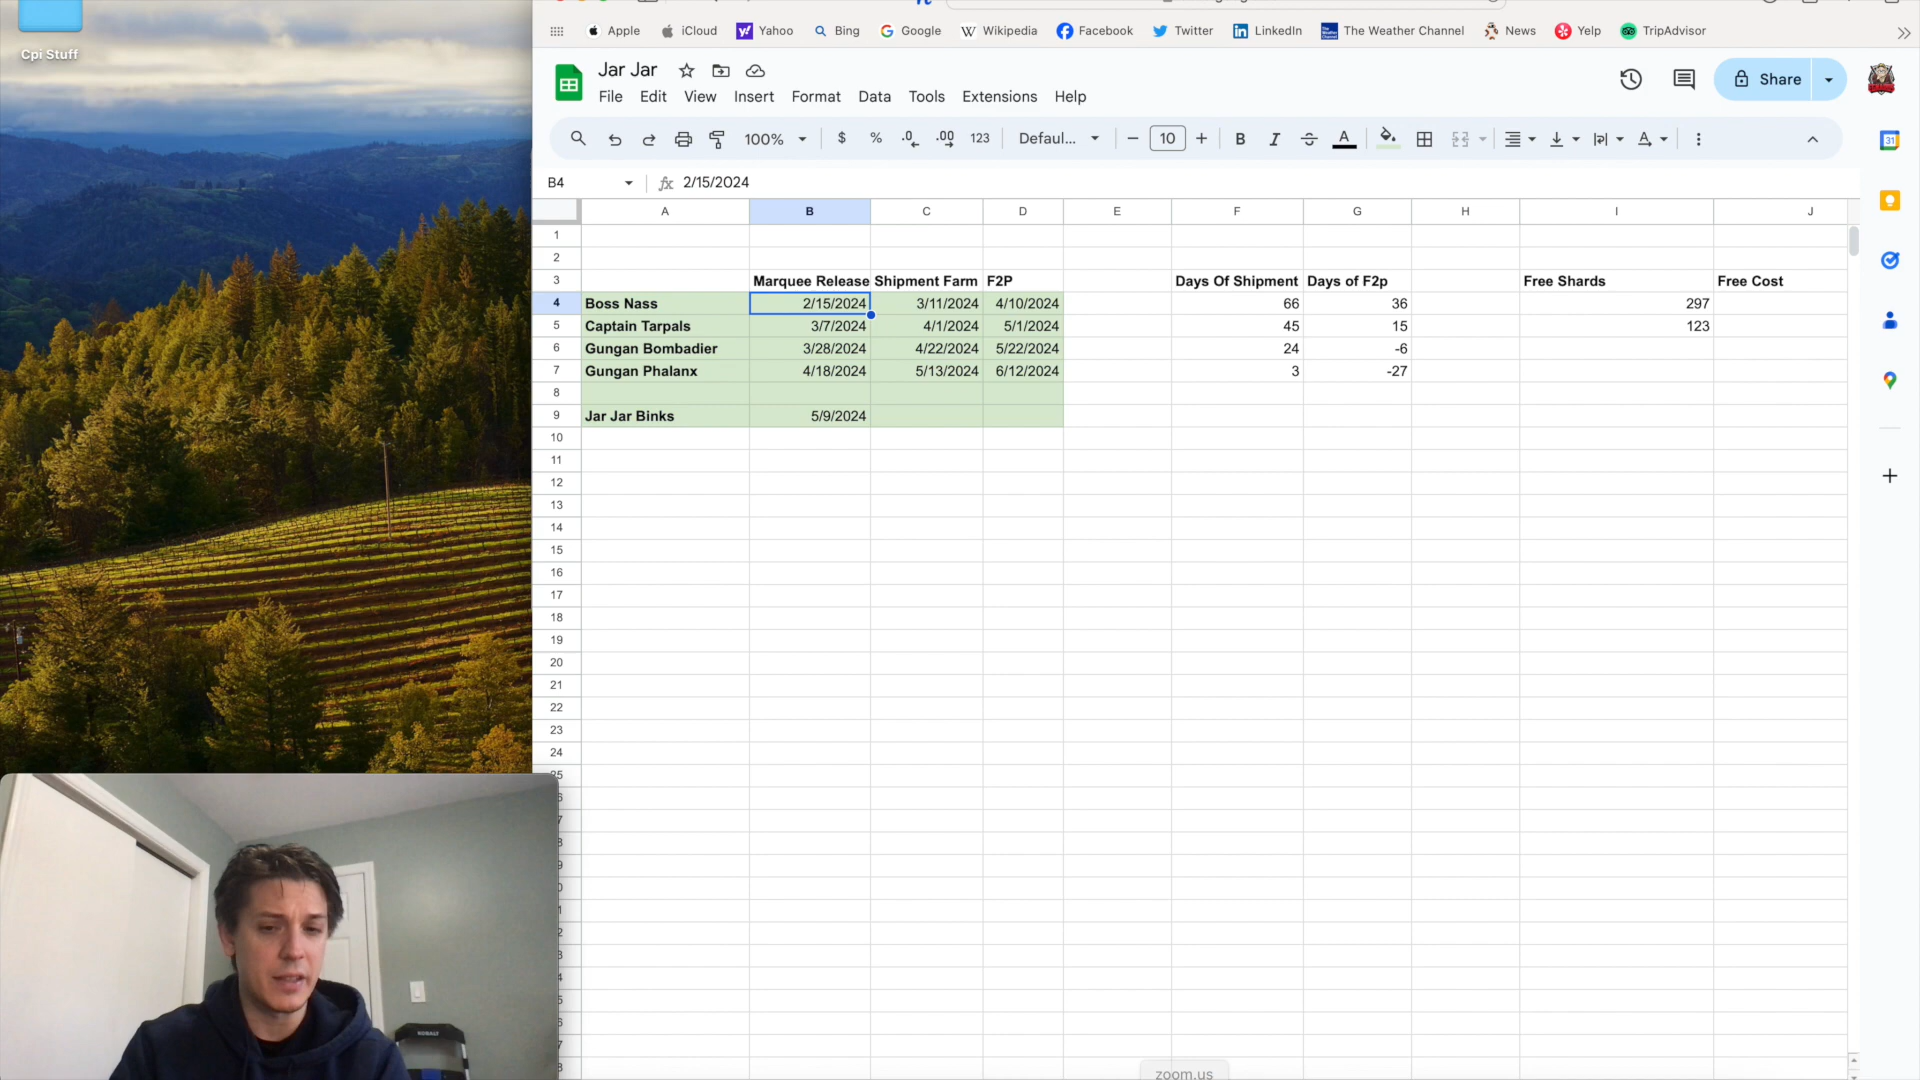 Cpi Stuff
Apple iCloud Yahoo Bing Google Wikipedia Facebook Twitter LinkedIn The Weather Channel News Yelp TripAdvisor
Jar Jar
Share
File Edit View Insert Format Data Tools Extensions Help
100% $ % .0 .00 123 Defaul... 10 B I A
B4 fx 2/15/2024
A B C D E F G H I J
1
2
3 Marquee Release Shipment Farm F2P Days Of Shipment Days of F2p Free Shards Free Cost
4 Boss Nass 2/15/2024 3/11/2024 4/10/2024 66 36 297
5 Captain Tarpals 3/7/2024 4/1/2024 5/1/2024 45 15 123
6 Gungan Bombadier 3/28/2024 4/22/2024 5/22/2024 24 -6
7 Gungan Phalanx 4/18/2024 5/13/2024 6/12/2024 3 -27
8
9 Jar Jar Binks 5/9/2024
10
11
12
13
14
15
16
17
18
19
20
21
22
23
24
KOBALT
zoom.us